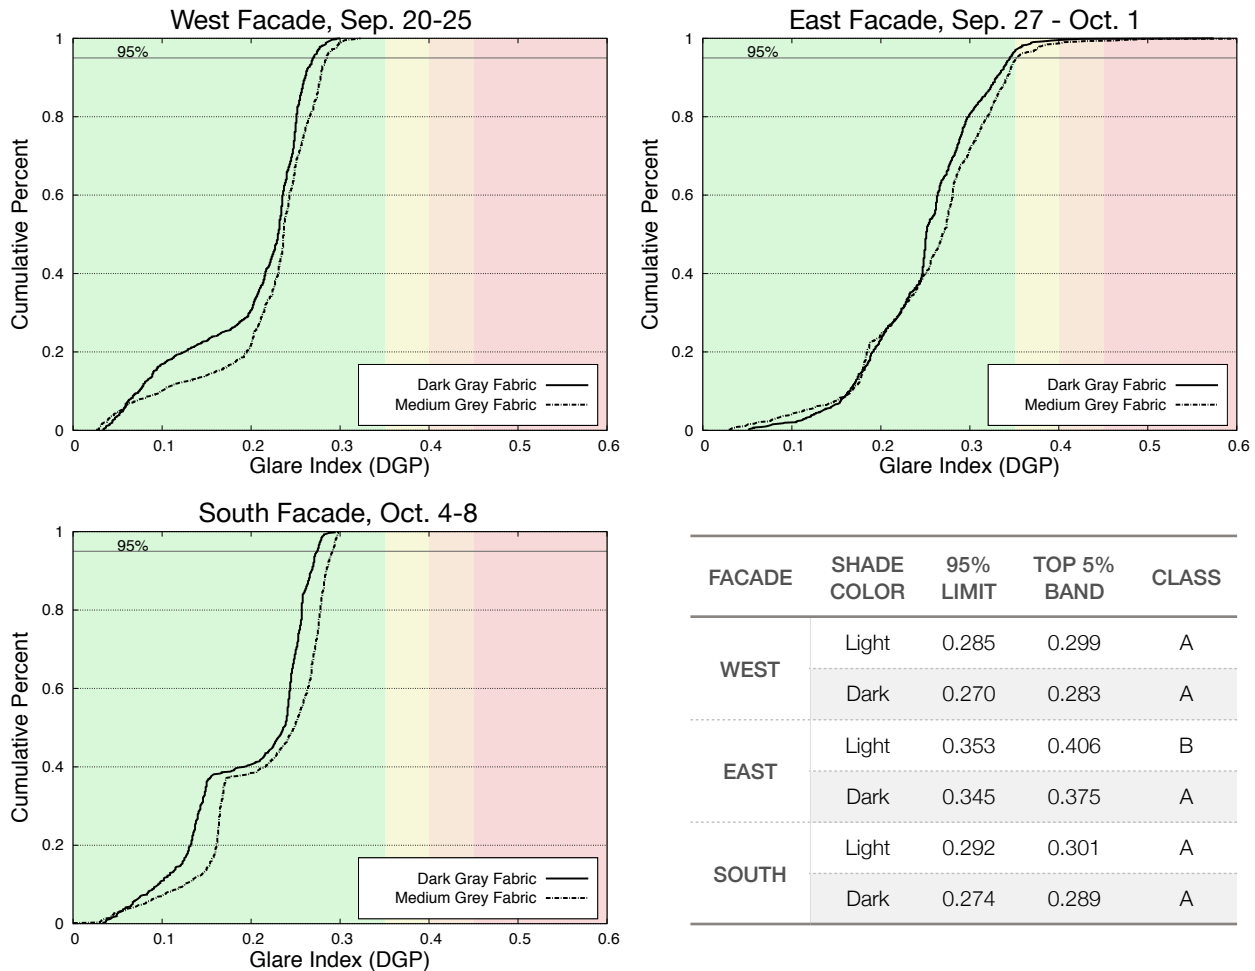 West Facade, Sep. 20-25
1
95%
0.8
0.6
0.4
0.2
0
Cumulative Percent
Dark Gray Fabric
Medium Grey Fabric
0 0.1 0.2 0.3 0.4 0.5 0.6
Glare Index (DGP)
East Facade, Sep. 27 - Oct. 1
1
95%
0.8
0.6
0.4
0.2
0
Cumulative Percent
Dark Gray Fabric
Medium Grey Fabric
0 0.1 0.2 0.3 0.4 0.5 0.6
Glare Index (DGP)
South Facade, Oct. 4-8
1
95%
0.8
0.6
0.4
0.2
0
Cumulative Percent
Dark Gray Fabric
Medium Grey Fabric
0 0.1 0.2 0.3 0.4 0.5 0.6
Glare Index (DGP)
FACADE SHADE COLOR 95% LIMIT TOP 5% BAND CLASS
WEST Light 0.285 0.299 A
Dark 0.270 0.283 A
EAST Light 0.353 0.406 B
Dark 0.345 0.375 A
SOUTH Light 0.292 0.301 A
Dark 0.274 0.289 A